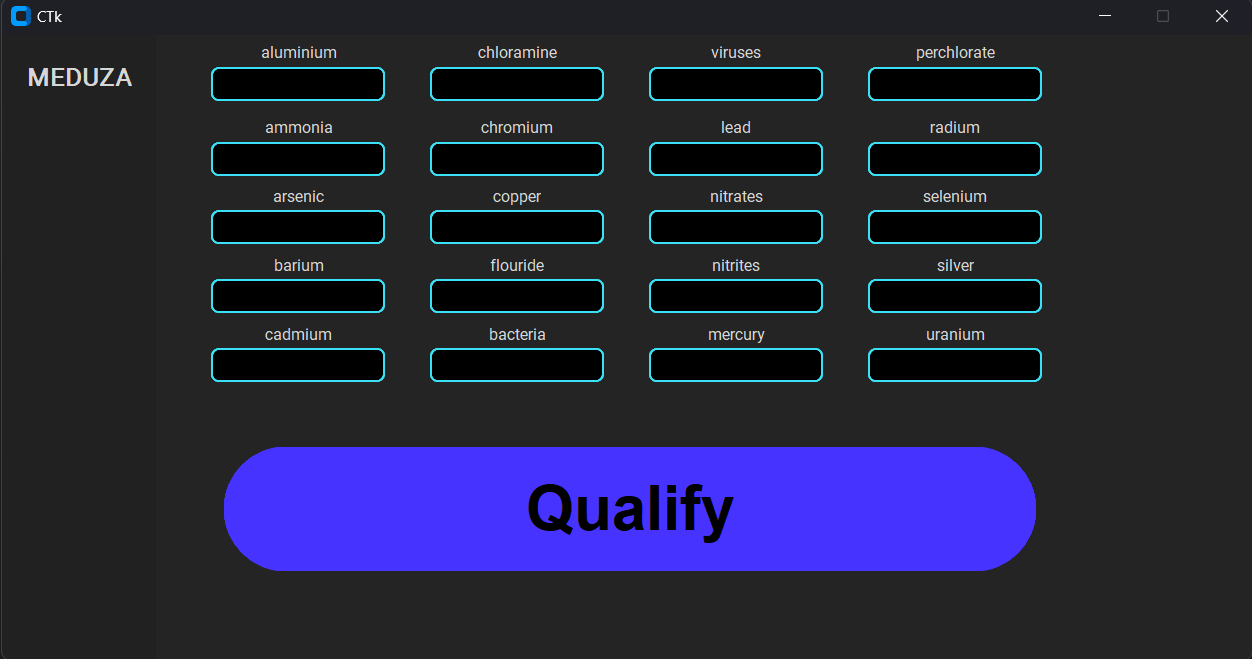 CTk
MEDUZA
aluminium chloramine viruses perchlorate
ammonia chromium lead radium
arsenic copper nitrates selenium
barium flouride nitrites silver
cadmium bacteria mercury uranium
Qualify